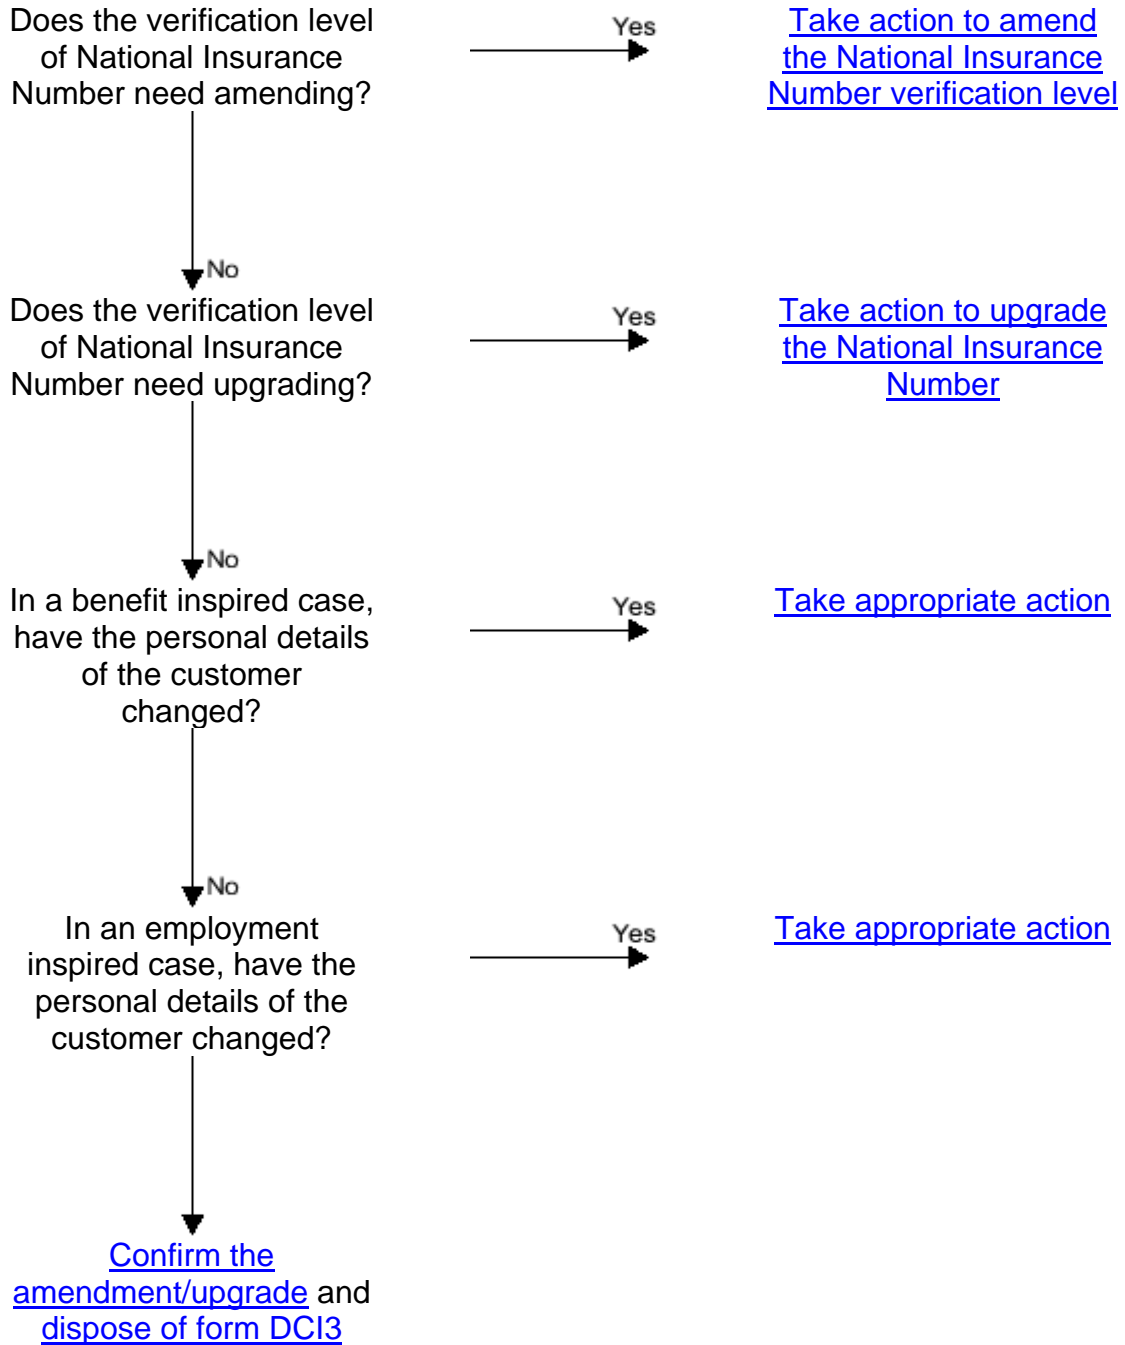 Does the verification level
of National Insurance
Number need amending?
Yes
Take action to amend
the National Insurance
Number verification level
No
Does the verification level
of National Insurance
Number need upgrading?
Yes
Take action to upgrade
the National Insurance
Number
No
In a benefit inspired case,
have the personal details
of the customer
changed?
Yes
Take appropriate action
No
In an employment
inspired case, have the
personal details of the
customer changed?
Yes
Take appropriate action
Confirm the
amendment/upgrade and
dispose of form DCI3